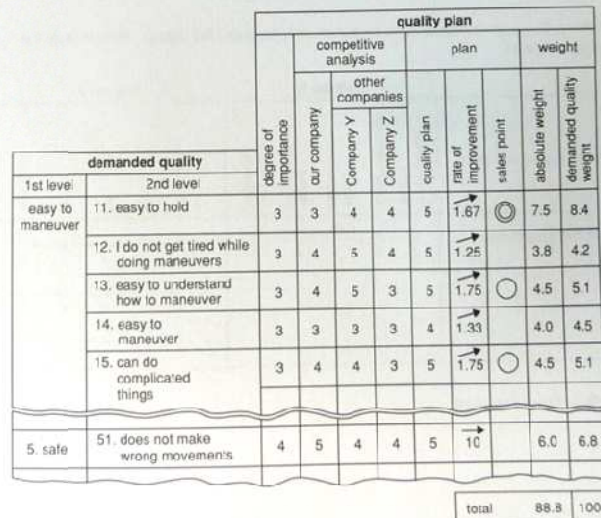 quality plan
competitive analysis
plan
weight
other companies
degree of importance
our company
Company Y
Company Z
quality plan
rate of improvement
sales point
absolute weight
demanded quality weight
demanded quality
1st level 2nd level
easy to maneuver
11. easy to hold 3 3 4 4 5 1.67 ◎ 7.5 8.4
12. I do not get tired while
doing maneuvers 3 4 5 4 5 1.25 3.8 4.2
13. easy to understand
how to maneuver 3 4 5 3 5 1.75 ○ 4.5 5.1
14. easy to
maneuver 3 3 3 3 4 1.33 4.0 4.5
15. can do
complicated
things 3 4 4 3 5 1.75 ○ 4.5 5.1
5. safe 51. does not make
wrong movements 4 5 4 4 5 10 6.0 6.8
total 88.8 100